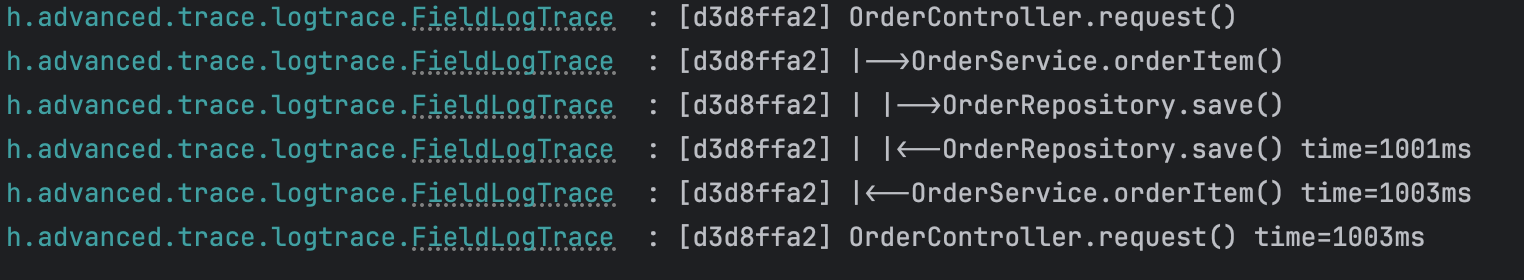 h.advanced.trace.logtrace.FieldLogTrace  : [d3d8ffa2] OrderController.request()
h.advanced.trace.logtrace.FieldLogTrace  : [d3d8ffa2] |-->OrderService.orderItem()
h.advanced.trace.logtrace.FieldLogTrace  : [d3d8ffa2] | |-->OrderRepository.save()
h.advanced.trace.logtrace.FieldLogTrace  : [d3d8ffa2] | |<--OrderRepository.save() time=1001ms
h.advanced.trace.logtrace.FieldLogTrace  : [d3d8ffa2] |<--OrderService.orderItem() time=1003ms
h.advanced.trace.logtrace.FieldLogTrace  : [d3d8ffa2] OrderController.request() time=1003ms